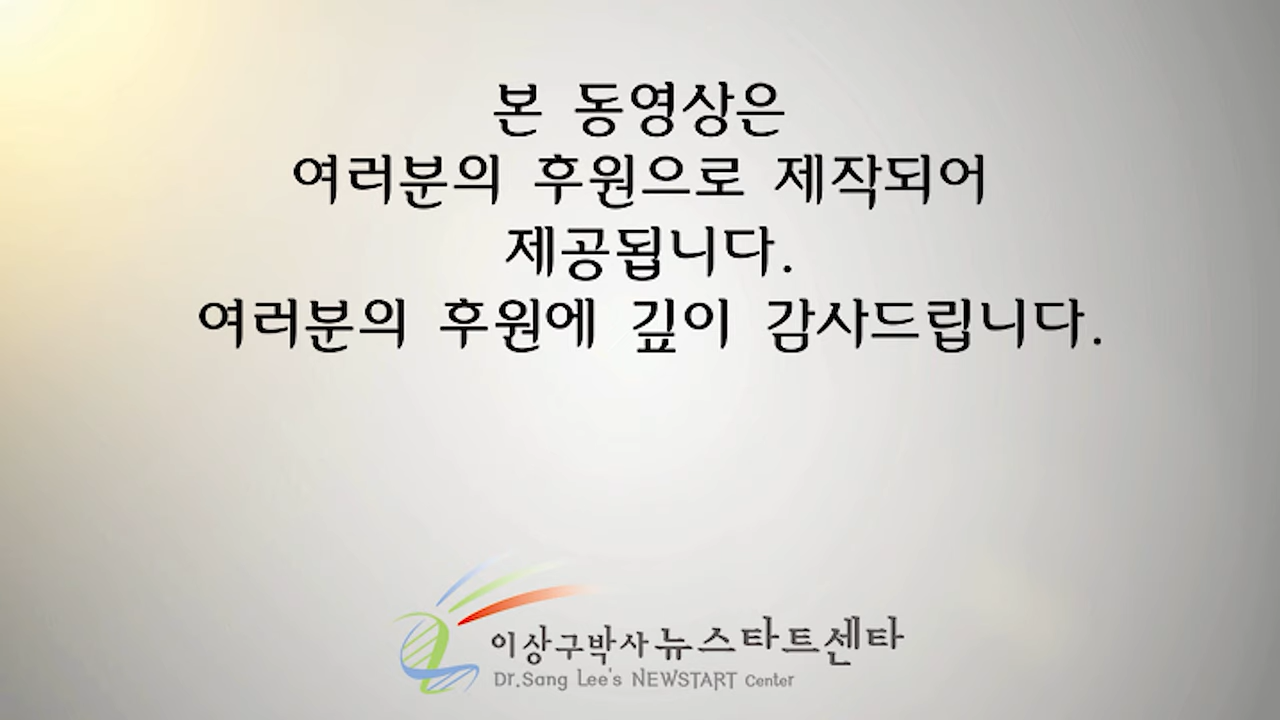 본 동영상은
여러분의 후원으로 제작되어
제공됩니다.
여러분의 후원에 깊이 감사드립니다.
이상구박사 뉴스타트센타
Dr.Sang Lee's NEWSTART Center